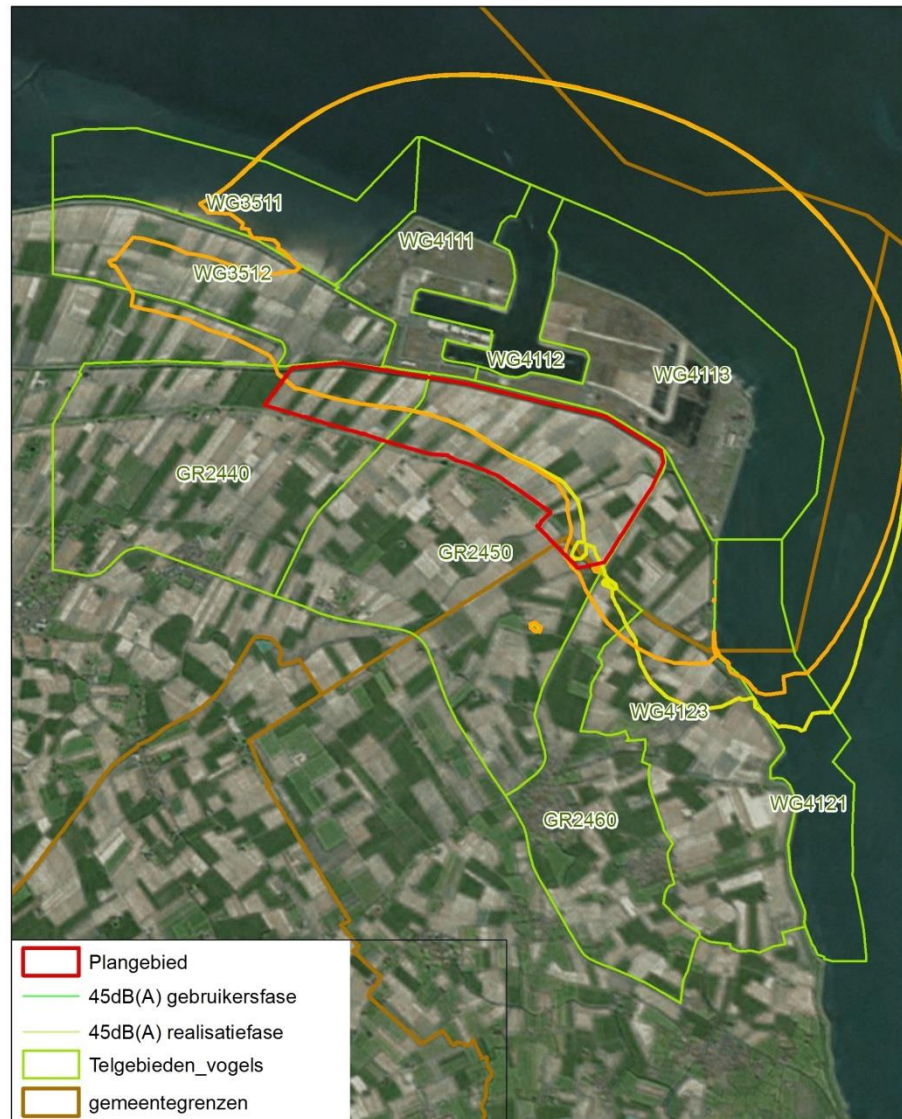 WG3511
WG4111
WG3512
WG4112
WG4113
GR2440
GR2450
WG4123
WG4121
GR2460
Plangebied
45dB(A) gebruikersfase
45dB(A) realisatiefase
Telgebieden_vogels
gemeentegrenzen